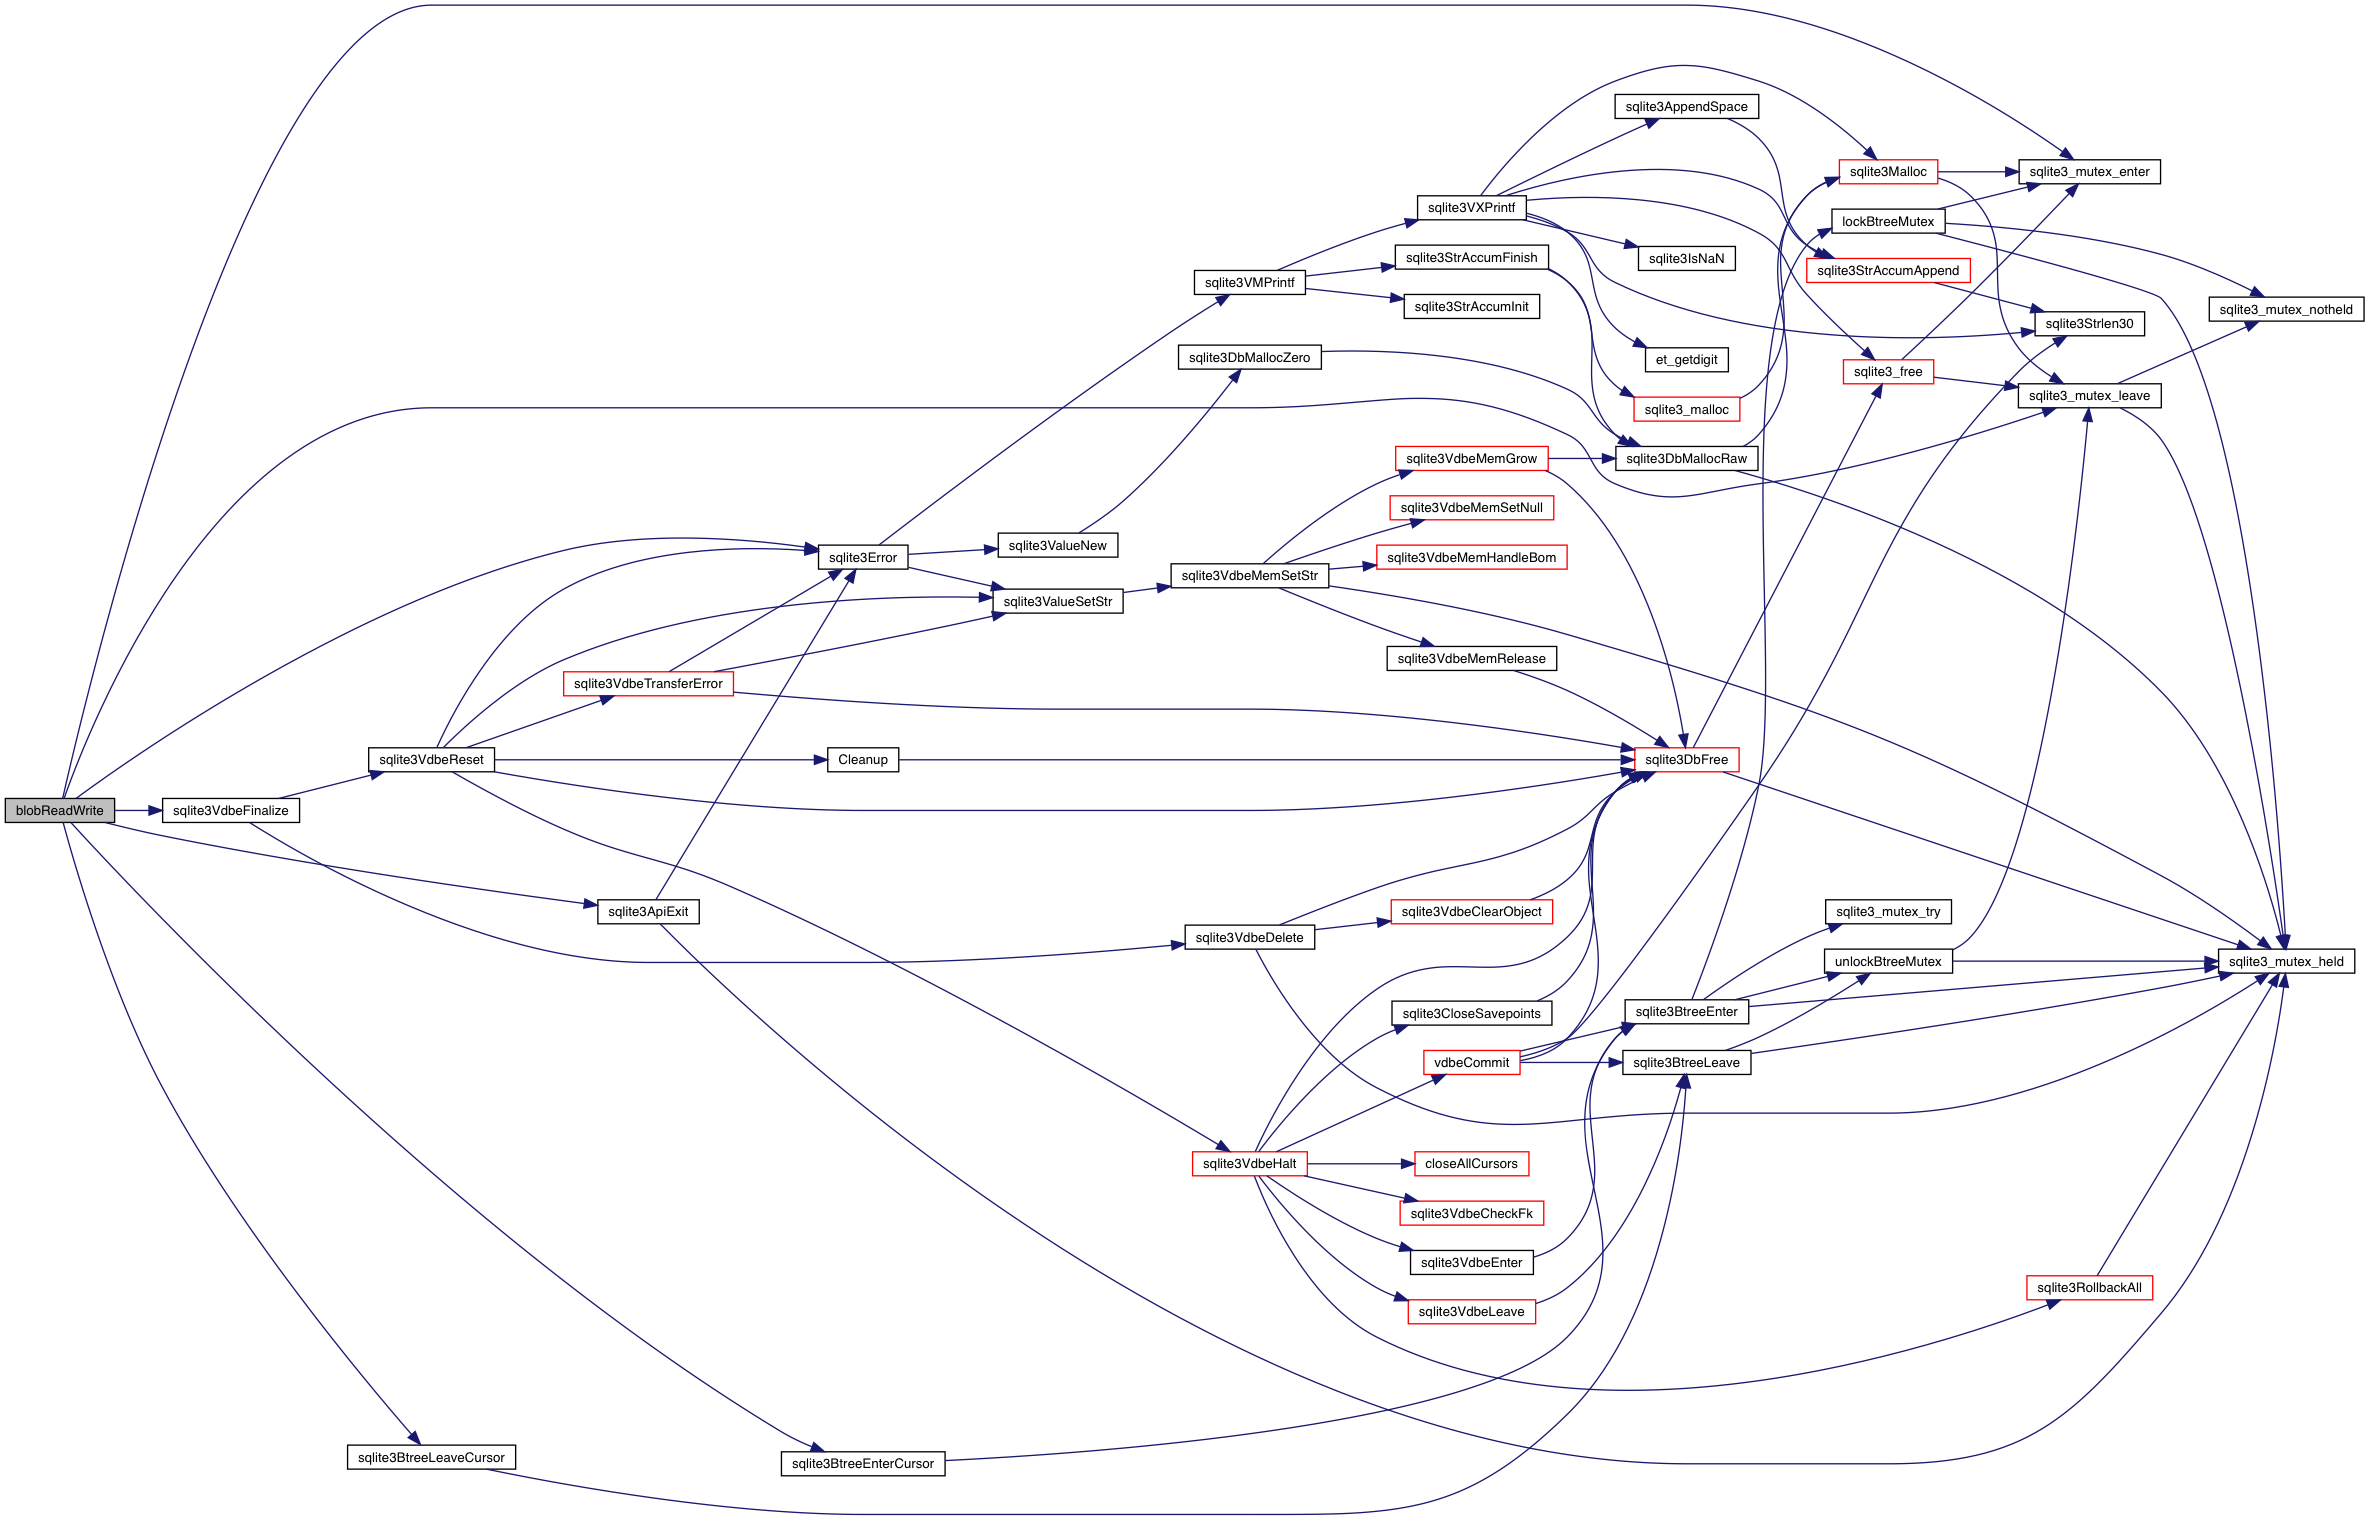 blobReadWrite
sqlite3VdbeFinalize
sqlite3VdbeReset
sqlite3BtreeLeaveCursor
sqlite3VdbeTransferError
sqlite3ApiExit
sqlite3Error
Cleanup
sqlite3BtreeEnterCursor
sqlite3ValueNew
sqlite3ValueSetStr
sqlite3VMPrintf
sqlite3DbMallocZero
sqlite3VdbeMemSetStr
sqlite3VdbeDelete
sqlite3VdbeHalt
sqlite3VXPrintf
sqlite3StrAccumFinish
sqlite3StrAccumInit
sqlite3VdbeMemGrow
sqlite3VdbeMemSetNull
sqlite3VdbeMemHandleBom
sqlite3VdbeMemRelease
sqlite3VdbeClearObject
sqlite3CloseSavepoints
vdbeCommit
closeAllCursors
sqlite3VdbeCheckFk
sqlite3VdbeEnter
sqlite3VdbeLeave
sqlite3AppendSpace
sqlite3IsNaN
et_getdigit
sqlite3_malloc
sqlite3DbMallocRaw
sqlite3DbFree
sqlite3BtreeEnter
sqlite3BtreeLeave
sqlite3Malloc
lockBtreeMutex
sqlite3StrAccumAppend
sqlite3_free
sqlite3_mutex_try
unlockBtreeMutex
sqlite3_mutex_enter
sqlite3Strlen30
sqlite3_mutex_leave
sqlite3RollbackAll
sqlite3_mutex_notheld
sqlite3_mutex_held